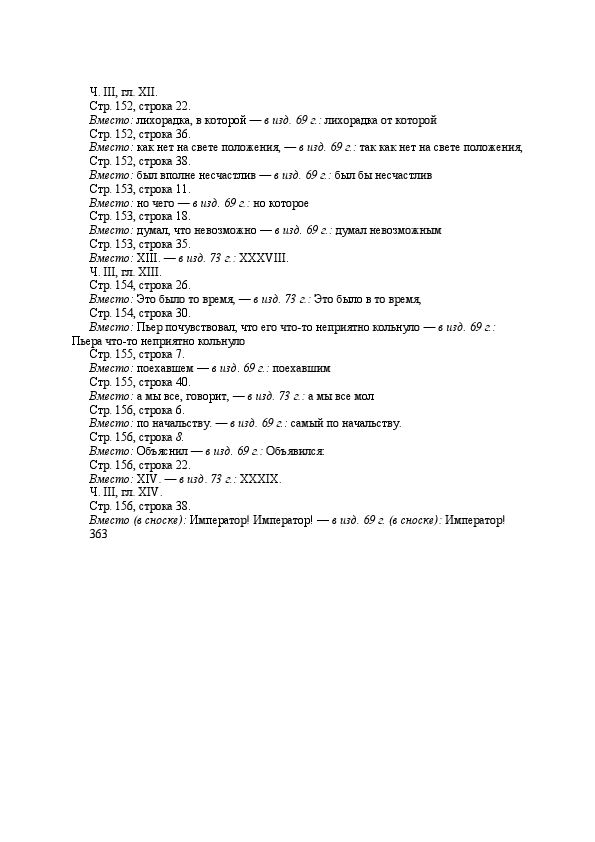 Ч. III, гл. XII.
Стр. 152, строка 22.
Вместо: лихорадка, в которой — в изд. 69 г.: лихорадка от которой
Стр. 152, строка 36.
Вместо: как нет на свете положения, — в изд. 69 г.: так как нет на свете положения,
Стр. 152, строка 38.
Вместо: был вполне несчастлив — в изд. 69 г.: был бы несчастлив
Стр. 153, строка 11.
Вместо: но чего — в изд. 69 г.: но которое
Стр. 153, строка 18.
Вместо: думал, что невозможно — в изд. 69 г.: думал невозможным
Стр. 153, строка 35.
Вместо: XIII. — в изд. 73 г.: XXXVIII.
Ч. III, гл. XIII.
Стр. 154, строка 26.
Вместо: Это было то время, — в изд. 73 г.: Это было в то время,
Стр. 154, строка 30.
Вместо: Пьер почувствовал, что его что-то неприятно кольнуло — в изд. 69 г.:
Пьера что-то неприятно кольнуло
Стр. 155, строка 7.
Вместо: поехавшем — в изд. 69 г.: поехавшим
Стр. 155, строка 40.
Вместо: а мы все, говорит, — в изд. 73 г.: а мы все мол
Стр. 156, строка 6.
Вместо: по начальству. — в изд. 69 г.: самый по начальству.
Стр. 156, строка 8.
Вместо: Объяснил — в изд. 69 г.: Объявился:
Стр. 156, строка 22.
Вместо: XIV. — в изд. 73 г.: XXXIX.
Ч. III, гл. XIV.
Стр. 156, строка 38.
Вместо (в сноске): Император! Император! — в изд. 69 г. (в сноске): Император!
363